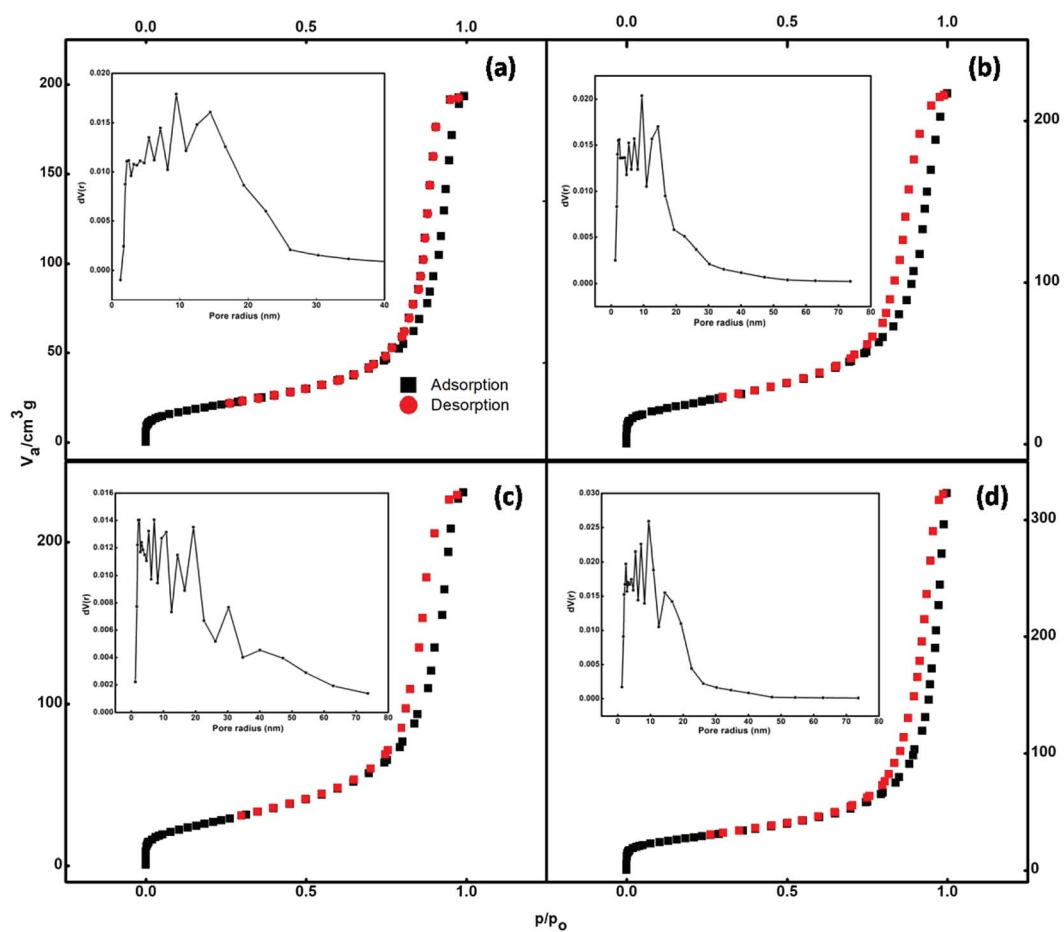 0.0 0.5 1.0 0.0 0.5 1.0
(a)
200
150
100
50
0
0.020
0.015
0.010
0.005
0.000
dV(r)
0 10 20 30 40
Pore radius (nm)
Adsorption
Desorption
(b)
200
100
0
0.020
0.015
0.010
0.005
0.000
dV(r)
0 10 20 30 40 50 60 70 80
Pore radius (nm)
Va/cm³g
(c)
200
100
0
0.016
0.014
0.012
0.010
0.008
0.006
0.004
0.002
0.000
dV(r)
0 10 20 30 40 50 60 70 80
Pore radius (nm)
(d)
300
200
100
0
0.030
0.025
0.020
0.015
0.010
0.005
0.000
dV(r)
0 10 20 30 40 50 60 70 80
Pore radius (nm)
0.0 0.5 1.0 0.0 0.5 1.0
p/po